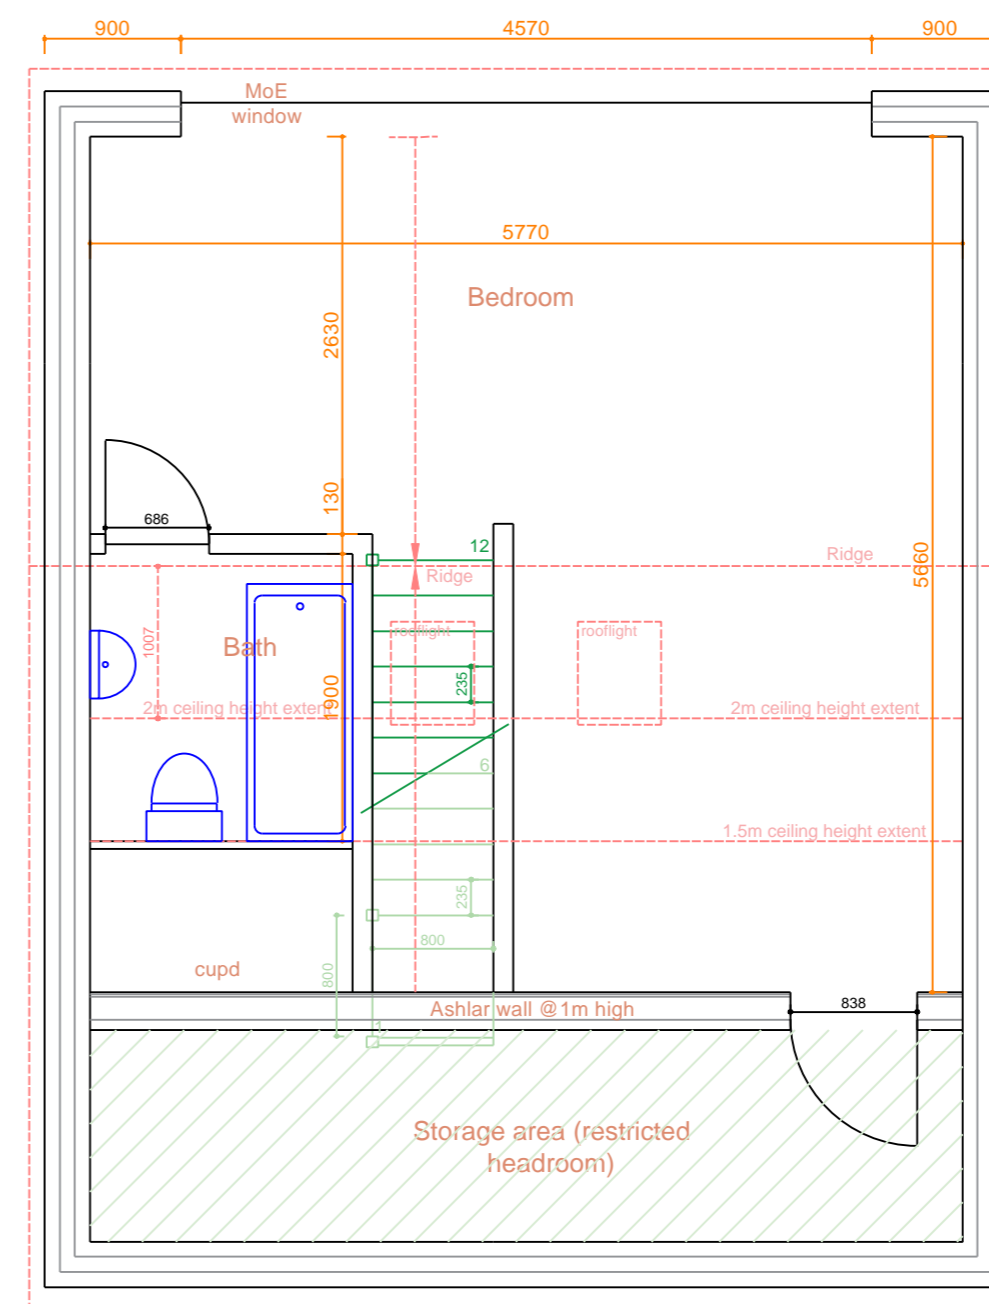 900
4570
900
MoE
window
5770
Bedroom
2630
130
686
12
Ridge
Ridge
5660
1007
Bath
rooflight
rooflight
235
1900
2m ceiling height extent
2m ceiling height extent
6
1.5m ceiling height extent
235
800
800
cupd
838
Ashlar wall @1m high
Storage area (restricted
headroom)